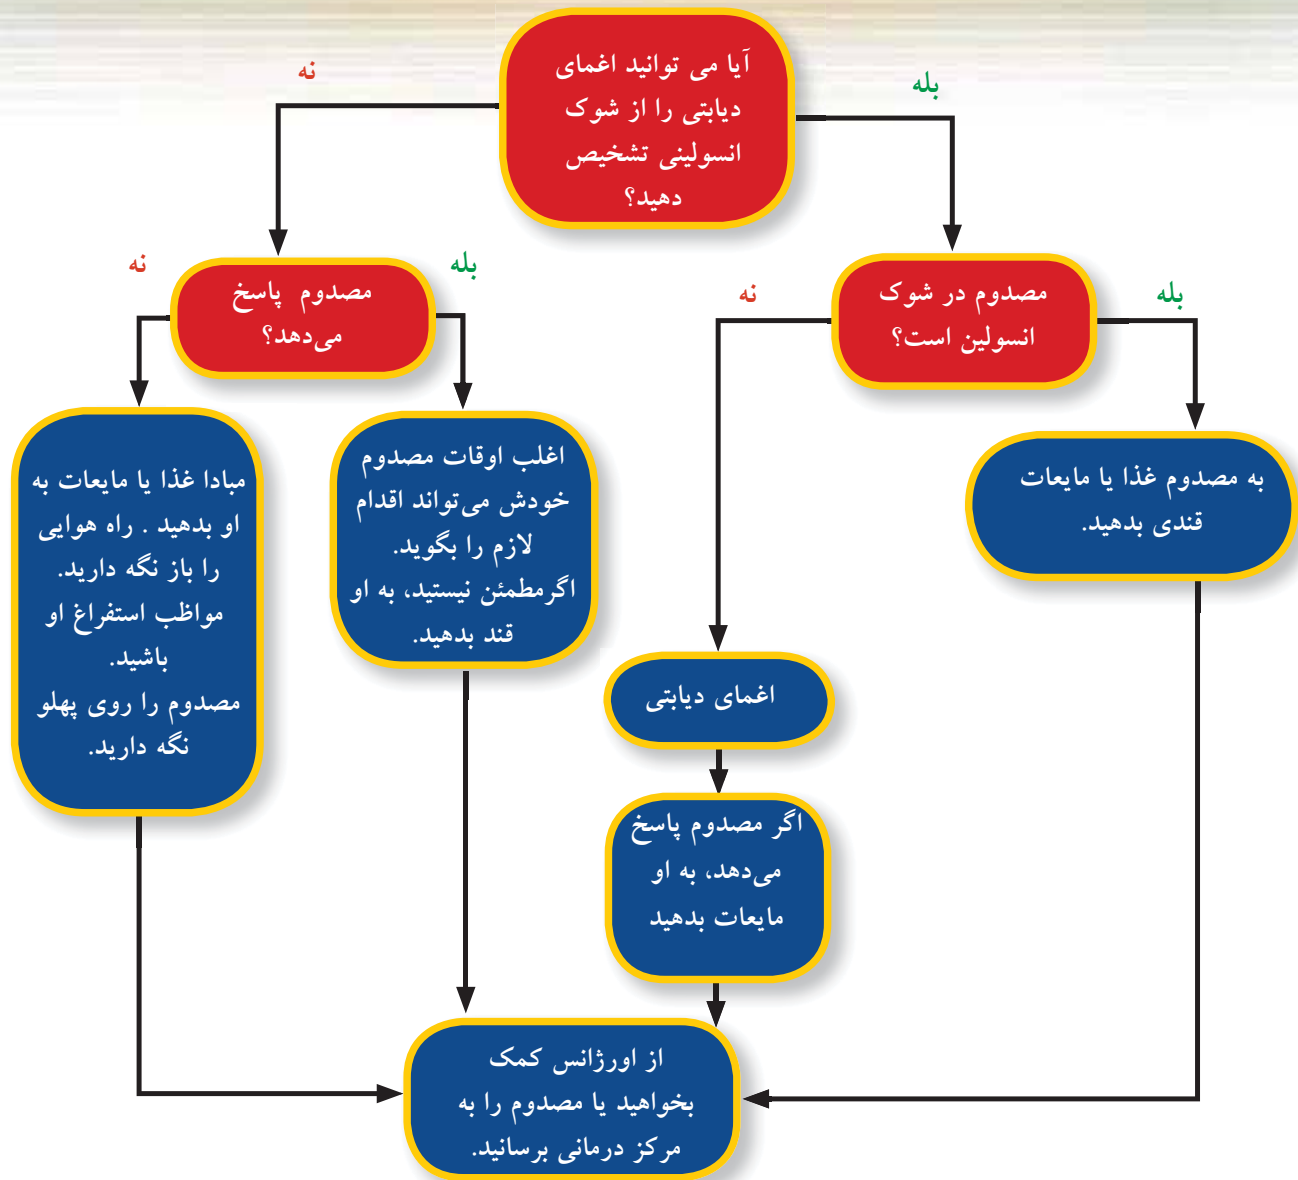 آیا می توانید اغمای
دیابتی را از شوک
انسولینی تشخیص
دهید؟
بله
نه
مصدوم در شوک
انسولین است؟
بله
نه
مصدوم پاسخ
می‌دهد؟
بله
نه
به مصدوم غذا یا مایعات
قندی بدهید.
اغمای دیابتی
اگر مصدوم پاسخ
می‌دهد، به او
مایعات بدهید
اغلب اوقات مصدوم
خودش می‌تواند اقدام
لازم را بگوید.
اگرمطمئن نیستید، به او
قند بدهید.
مبادا غذا یا مایعات به
او بدهید . راه هوایی
را باز نگه دارید.
مواظب استفراغ او
باشید.
مصدوم را روی پهلو
نگه دارید.
از اورژانس کمک
بخواهید یا مصدوم را به
مرکز درمانی برسانید.